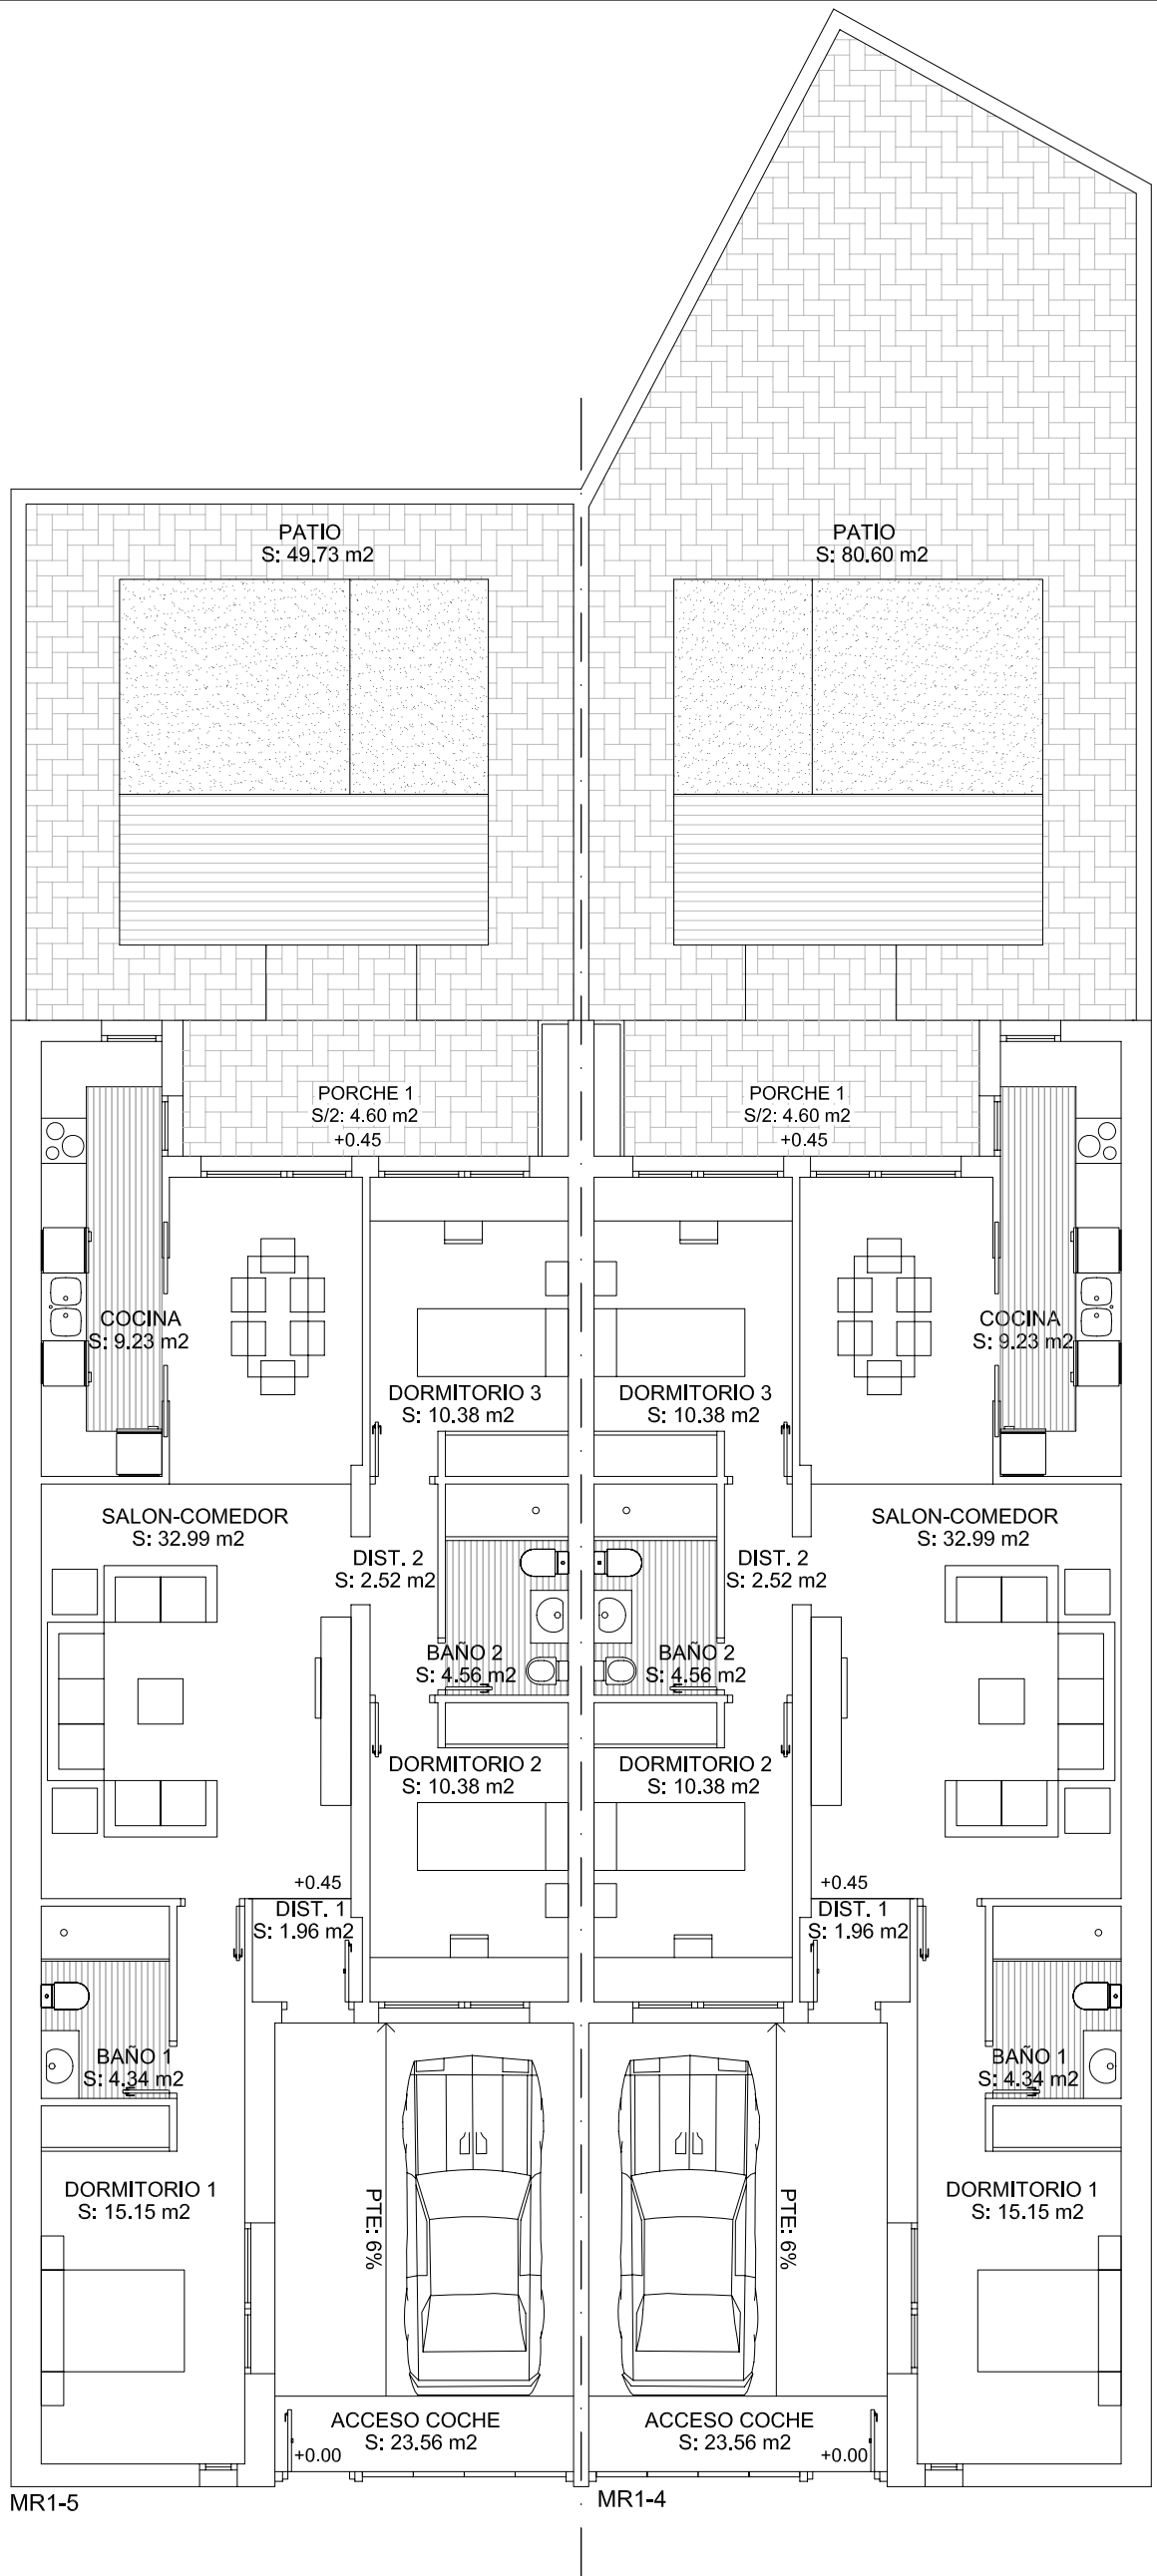 PATIO
S: 49.73 m2
PATIO
S: 80.60 m2
PORCHE 1
S/2: 4.60 m2
+0.45
PORCHE 1
S/2: 4.60 m2
+0.45
COCINA
S: 9.23 m2
COCINA
S: 9.23 m2
DORMITORIO 3
S: 10.38 m2
DORMITORIO 3
S: 10.38 m2
SALON-COMEDOR
S: 32.99 m2
SALON-COMEDOR
S: 32.99 m2
DIST. 2
S: 2.52 m2
DIST. 2
S: 2.52 m2
BAÑO 2
S: 4.56 m2
BAÑO 2
S: 4.56 m2
DORMITORIO 2
S: 10.38 m2
DORMITORIO 2
S: 10.38 m2
+0.45
DIST. 1
S: 1.96 m2
+0.45
DIST. 1
S: 1.96 m2
BAÑO 1
S: 4.34 m2
BAÑO 1
S: 4.34 m2
DORMITORIO 1
S: 15.15 m2
PTE: 6%
PTE: 6%
DORMITORIO 1
S: 15.15 m2
ACCESO COCHE
S: 23.56 m2
+0.00
ACCESO COCHE
S: 23.56 m2
+0.00
MR1-5
MR1-4